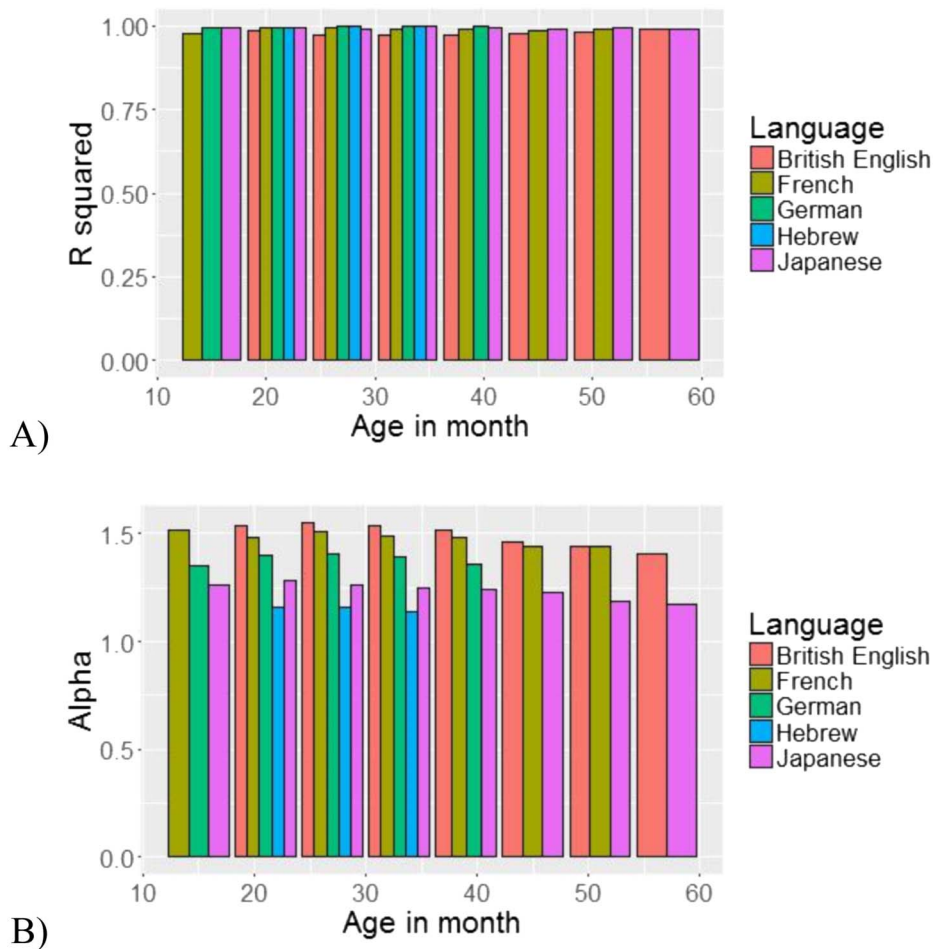 1.00
0.75
0.50
0.25
0.00
R squared
10 20 30 40 50 60
Age in month
Language
British English
French
German
Hebrew
Japanese
A)
1.5
1.0
0.5
0.0
Alpha
10 20 30 40 50 60
Age in month
Language
British English
French
German
Hebrew
Japanese
B)